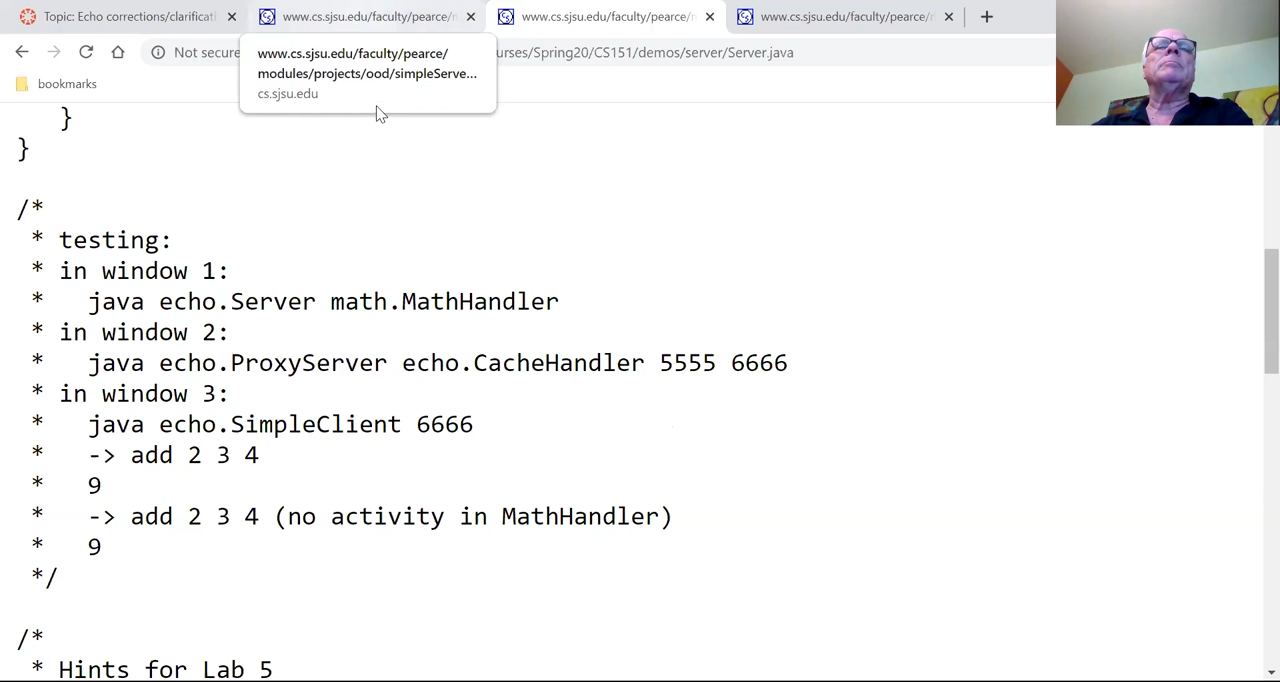 Topic: Echo corrections/clarificati
www.cs.sjsu.edu/faculty/pearce/n
www.cs.sjsu.edu/faculty/pearce/n
www.cs.sjsu.edu/faculty/pearce/r
Not secure
urses/Spring20/CS151/demos/server/Server.java
www.cs.sjsu.edu/faculty/pearce/
modules/projects/ood/simpleServe...
cs.sjsu.edu
bookmarks
}
}
/*
* testing:
* in window 1:
* java echo.Server math.MathHandler
* in window 2:
* java echo.ProxyServer echo.CacheHandler 5555 6666
* in window 3:
* java echo.SimpleClient 6666
* -> add 2 3 4
* 9
* -> add 2 3 4 (no activity in MathHandler)
* 9
*/
/*
* Hints for Lab 5